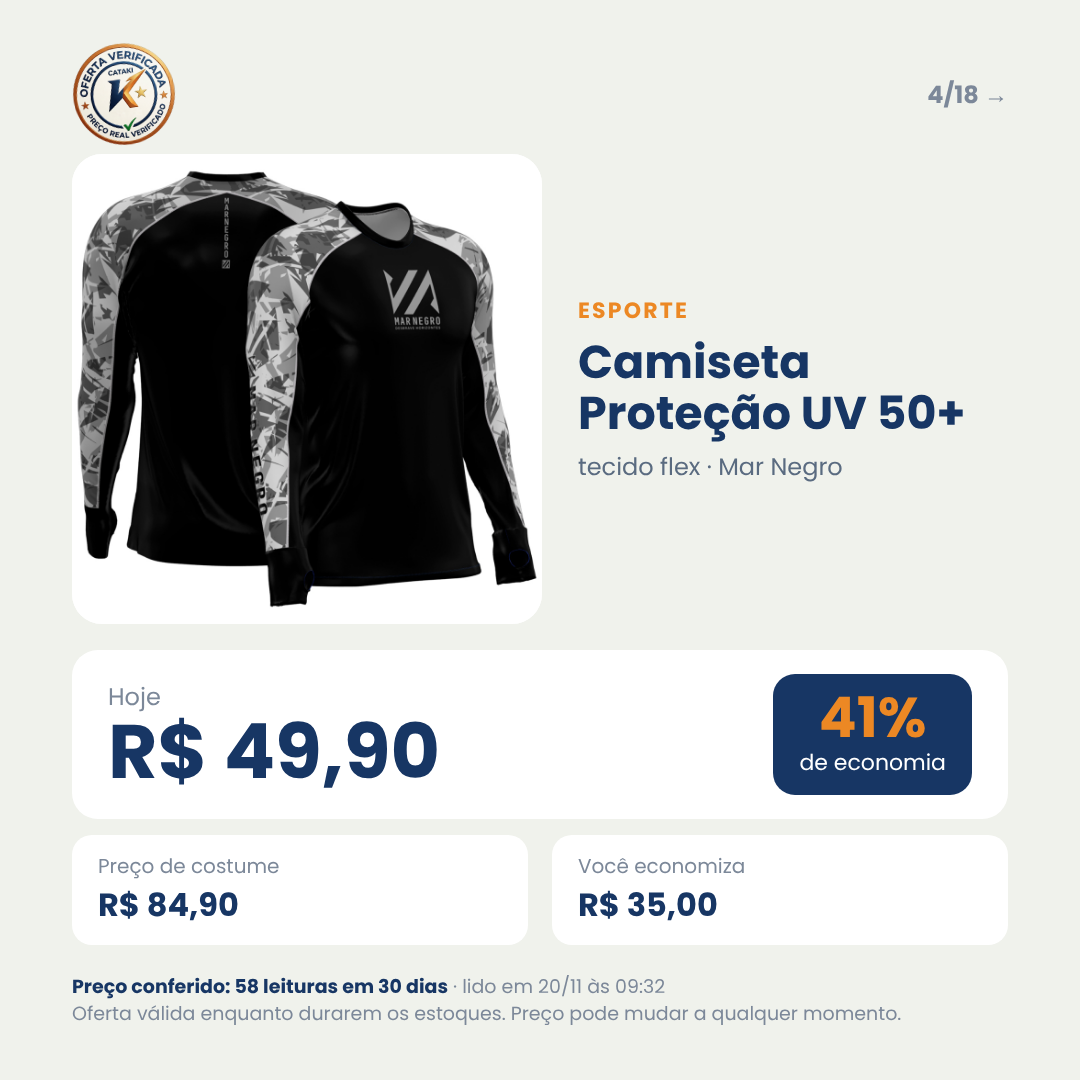 OFERTA VERIFICADA
CATAKI
K
PREÇO REAL VERIFICADO
4/18 →
MARNEGRO
MAR NEGRO
MAR NEGRO
ESPORTE
Camiseta
Proteção UV 50+
tecido flex · Mar Negro
Hoje
R$ 49,90
41%
de economia
Preço de costume
R$ 84,90
Você economiza
R$ 35,00
Preço conferido: 58 leituras em 30 dias · lido em 20/11 às 09:32
Oferta válida enquanto durarem os estoques. Preço pode mudar a qualquer momento.